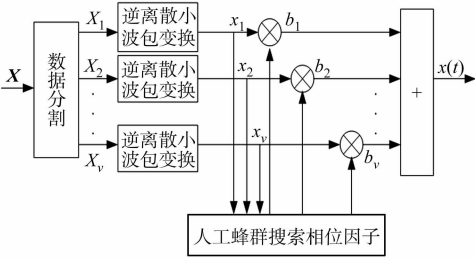 X
数据分割
X1
逆离散小
波包变换
x1
b1
X2
逆离散小
波包变换
x2
b2
+
x(t)
Xv
逆离散小
波包变换
xv
bv
人工蜂群搜索相位因子